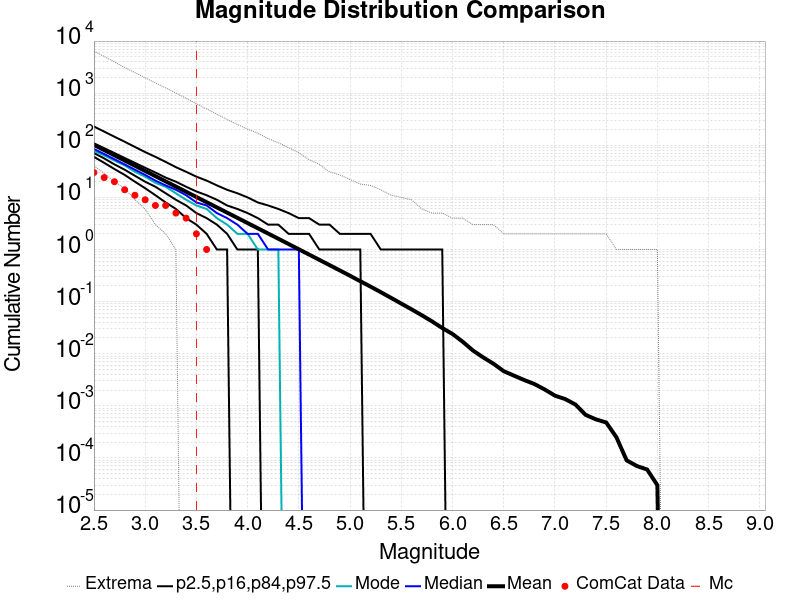 Magnitude Distribution Comparison
Cumulative Number
10^4
10^3
10^2
10^1
10^0
10^-1
10^-2
10^-3
10^-4
10^-5
2.5 3.0 3.5 4.0 4.5 5.0 5.5 6.0 6.5 7.0 7.5 8.0 8.5 9.0
Magnitude
Extrema p2.5,p16,p84,p97.5 Mode Median Mean ComCat Data Mc